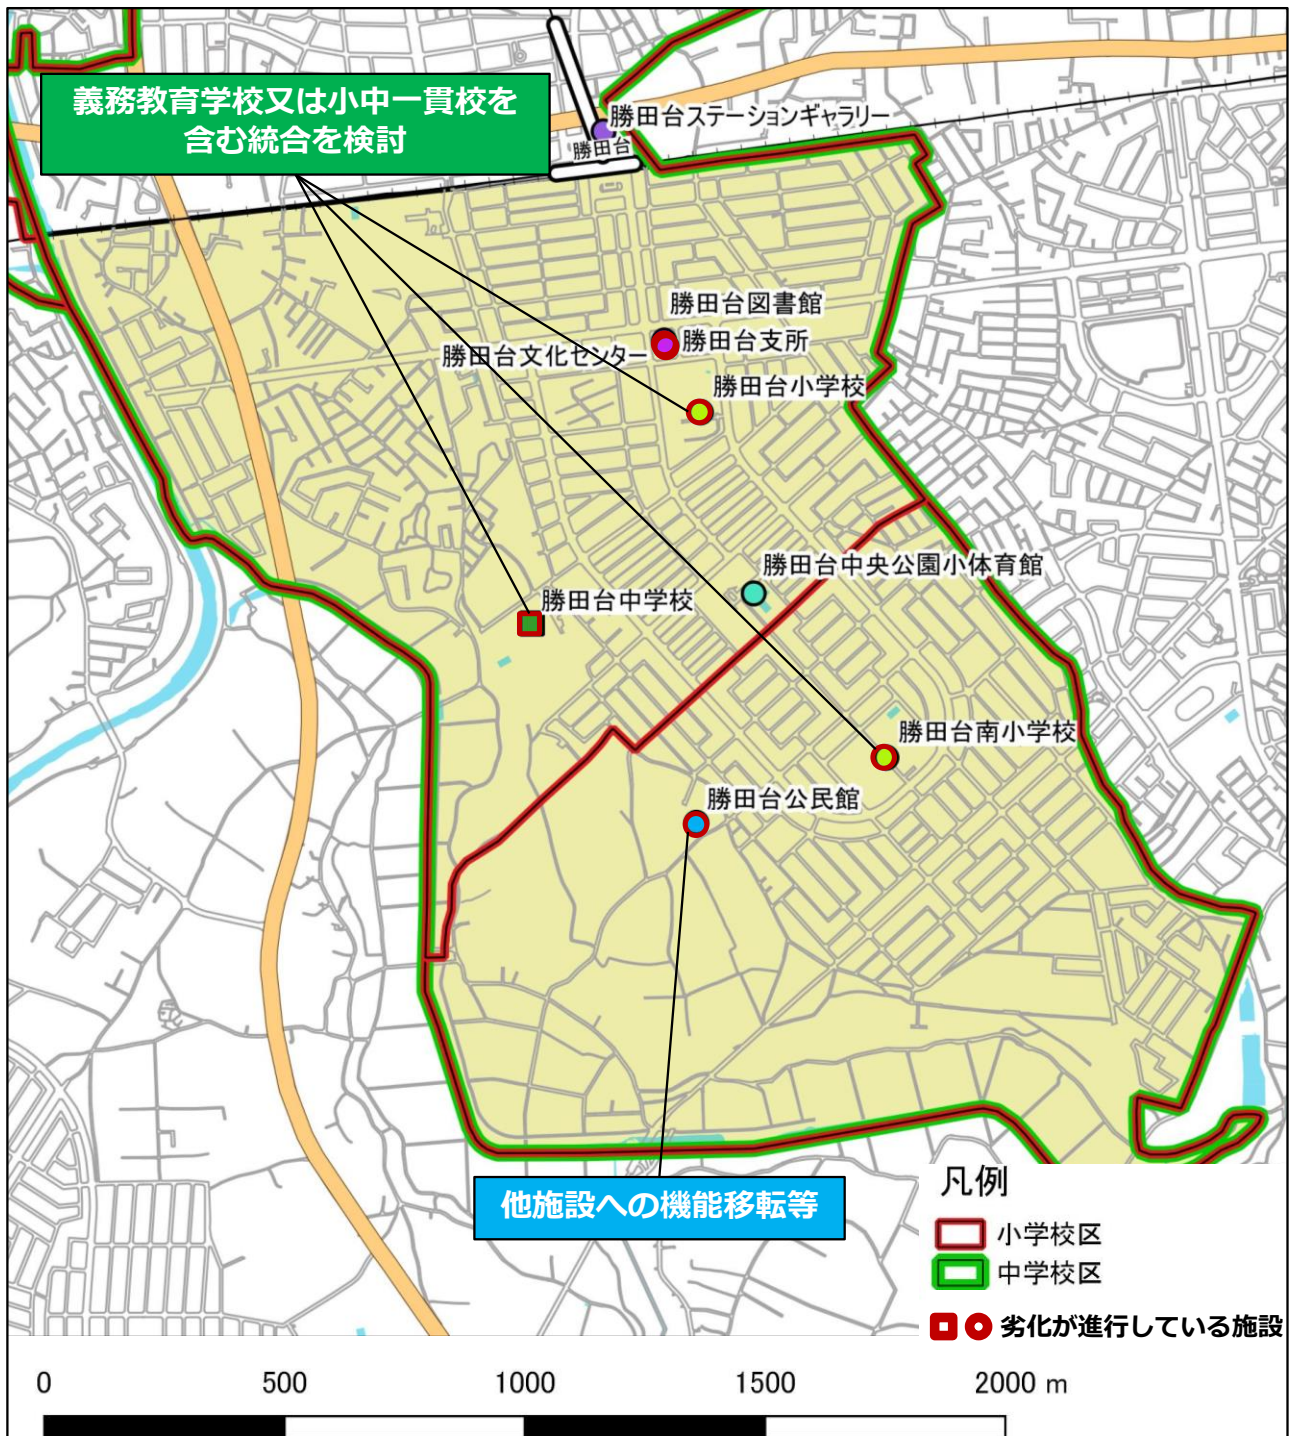 義務教育学校又は小中一貫校を
含む統合を検討
勝田台ステーションギャラリー
勝田台
勝田台図書館
勝田台支所
勝田台文化センター
勝田台小学校
勝田台中央公園小体育館
勝田台中学校
勝田台南小学校
勝田台公民館
他施設への機能移転等
凡例
小学校区
中学校区
劣化が進行している施設
0 500 1000 1500 2000 m